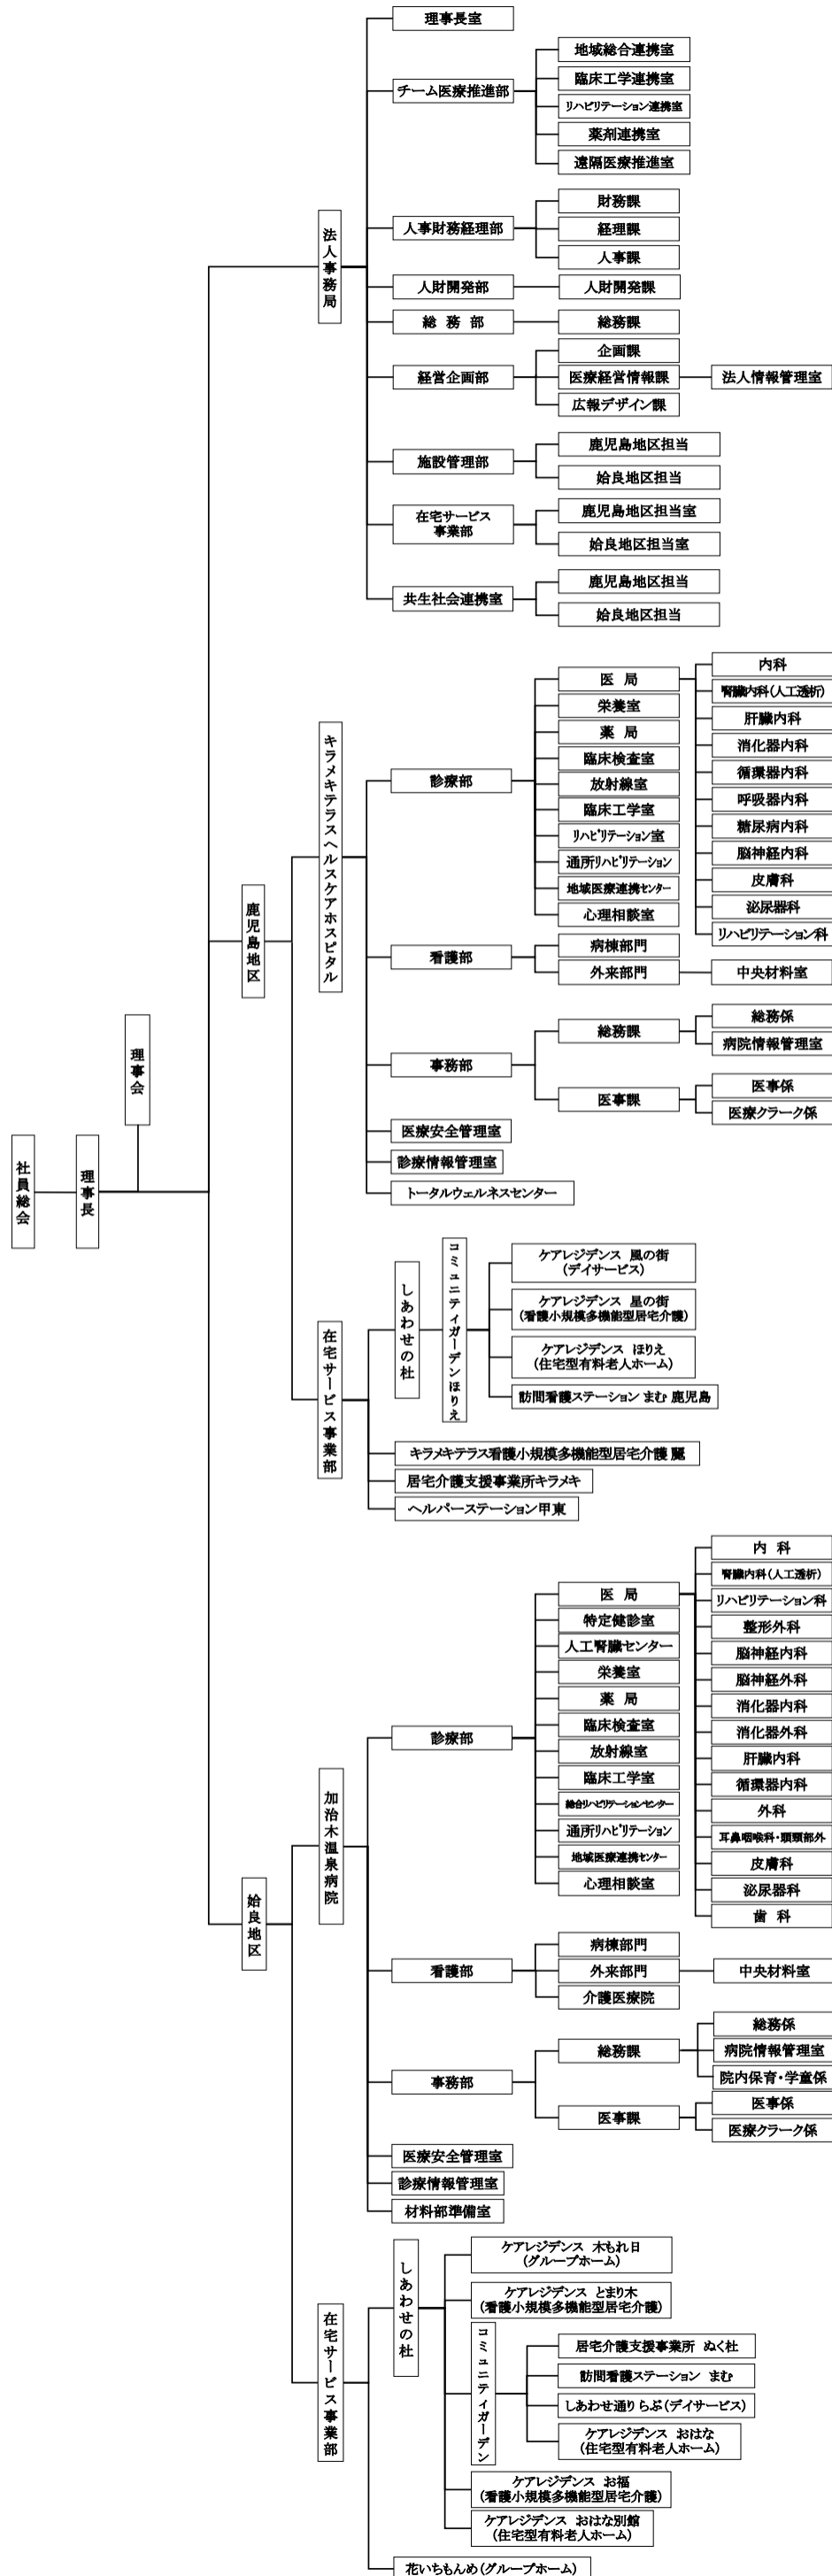 社員総会
理事長
理事会
法人事務局
理事長室
チーム医療推進部
地域総合連携室
臨床工学連携室
リハビリテーション連携室
薬剤連携室
遠隔医療推進室
人事財務経理部
財務課
経理課
人事課
人財開発部
人財開発課
総 務 部
総務課
経営企画部
企画課
医療経営情報課
法人情報管理室
広報デザイン課
施設管理部
鹿児島地区担当
姶良地区担当
在宅サービス
事業部
鹿児島地区担当室
姶良地区担当室
共生社会連携室
鹿児島地区担当
姶良地区担当
鹿児島地区
キラメキテラスヘルスケアホスピタル
診療部
医 局
栄養室
薬 局
臨床検査室
放射線室
臨床工学室
リハビリテーション室
通所リハビリテーション
地域医療連携センター
心理相談室
内科
腎臓内科(人工透析)
肝臓内科
消化器内科
循環器内科
呼吸器内科
糖尿病内科
脳神経内科
皮膚科
泌尿器科
リハビリテーション科
看護部
病棟部門
外来部門
中央材料室
事務部
総務課
総務係
病院情報管理室
医事課
医事係
医療クラーク係
医療安全管理室
診療情報管理室
トータルウェルネスセンター
在宅サービス事業部
しあわせの杜
コミュニティガーデンほりえ
ケアレジデンス 風の街
(デイサービス)
ケアレジデンス 星の街
(看護小規模多機能型居宅介護)
ケアレジデンス ほりえ
(住宅型有料老人ホーム)
訪問看護ステーション まむ 鹿児島
キラメキテラス看護小規模多機能型居宅介護 麗
居宅介護支援事業所キラメキ
ヘルパーステーション甲東
姶良地区
加治木温泉病院
診療部
医 局
特定健診室
人工腎臓センター
栄養室
薬 局
臨床検査室
放射線室
臨床工学室
総合リハビリテーションセンター
通所リハビリテーション
地域医療連携センター
心理相談室
内 科
腎臓内科(人工透析)
リハビリテーション科
整形外科
脳神経内科
脳神経外科
消化器内科
消化器外科
肝臓内科
循環器内科
外科
耳鼻咽喉科・頭頸部外
皮膚科
泌尿器科
歯 科
看護部
病棟部門
外来部門
中央材料室
介護医療院
事務部
総務課
総務係
病院情報管理室
院内保育・学童係
医事課
医事係
医療クラーク係
医療安全管理室
診療情報管理室
材料部準備室
在宅サービス事業部
しあわせの杜
ケアレジデンス 木もれ日
(グループホーム)
ケアレジデンス とまり木
(看護小規模多機能型居宅介護)
コミュニティガーデン
居宅介護支援事業所 ぬく杜
訪問看護ステーション まむ
しあわせ通りらぶ(デイサービス)
ケアレジデンス おはな
(住宅型有料老人ホーム)
ケアレジデンス お福
(看護小規模多機能型居宅介護)
ケアレジデンス おはな別館
(住宅型有料老人ホーム)
花いちもんめ(グループホーム)